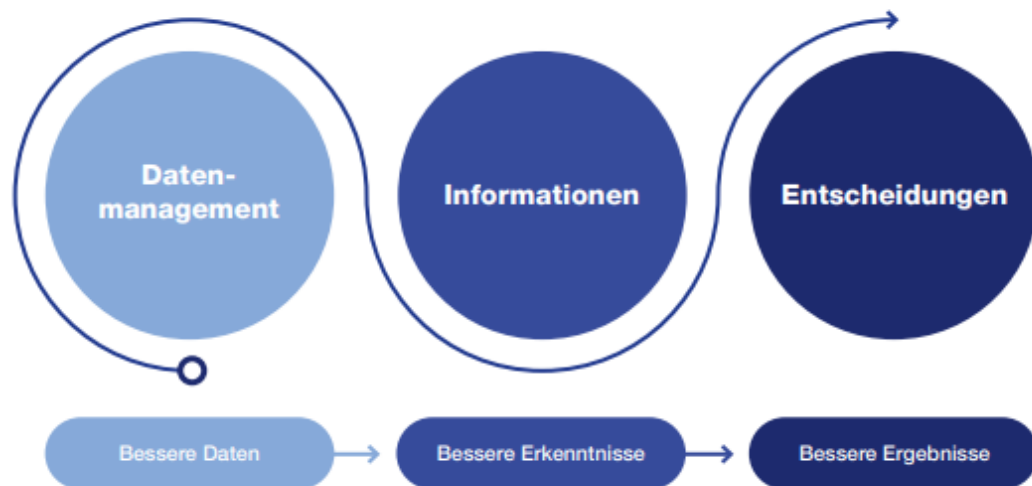 Daten-
management
Informationen
Entscheidungen
Bessere Daten
Bessere Erkenntnisse
Bessere Ergebnisse